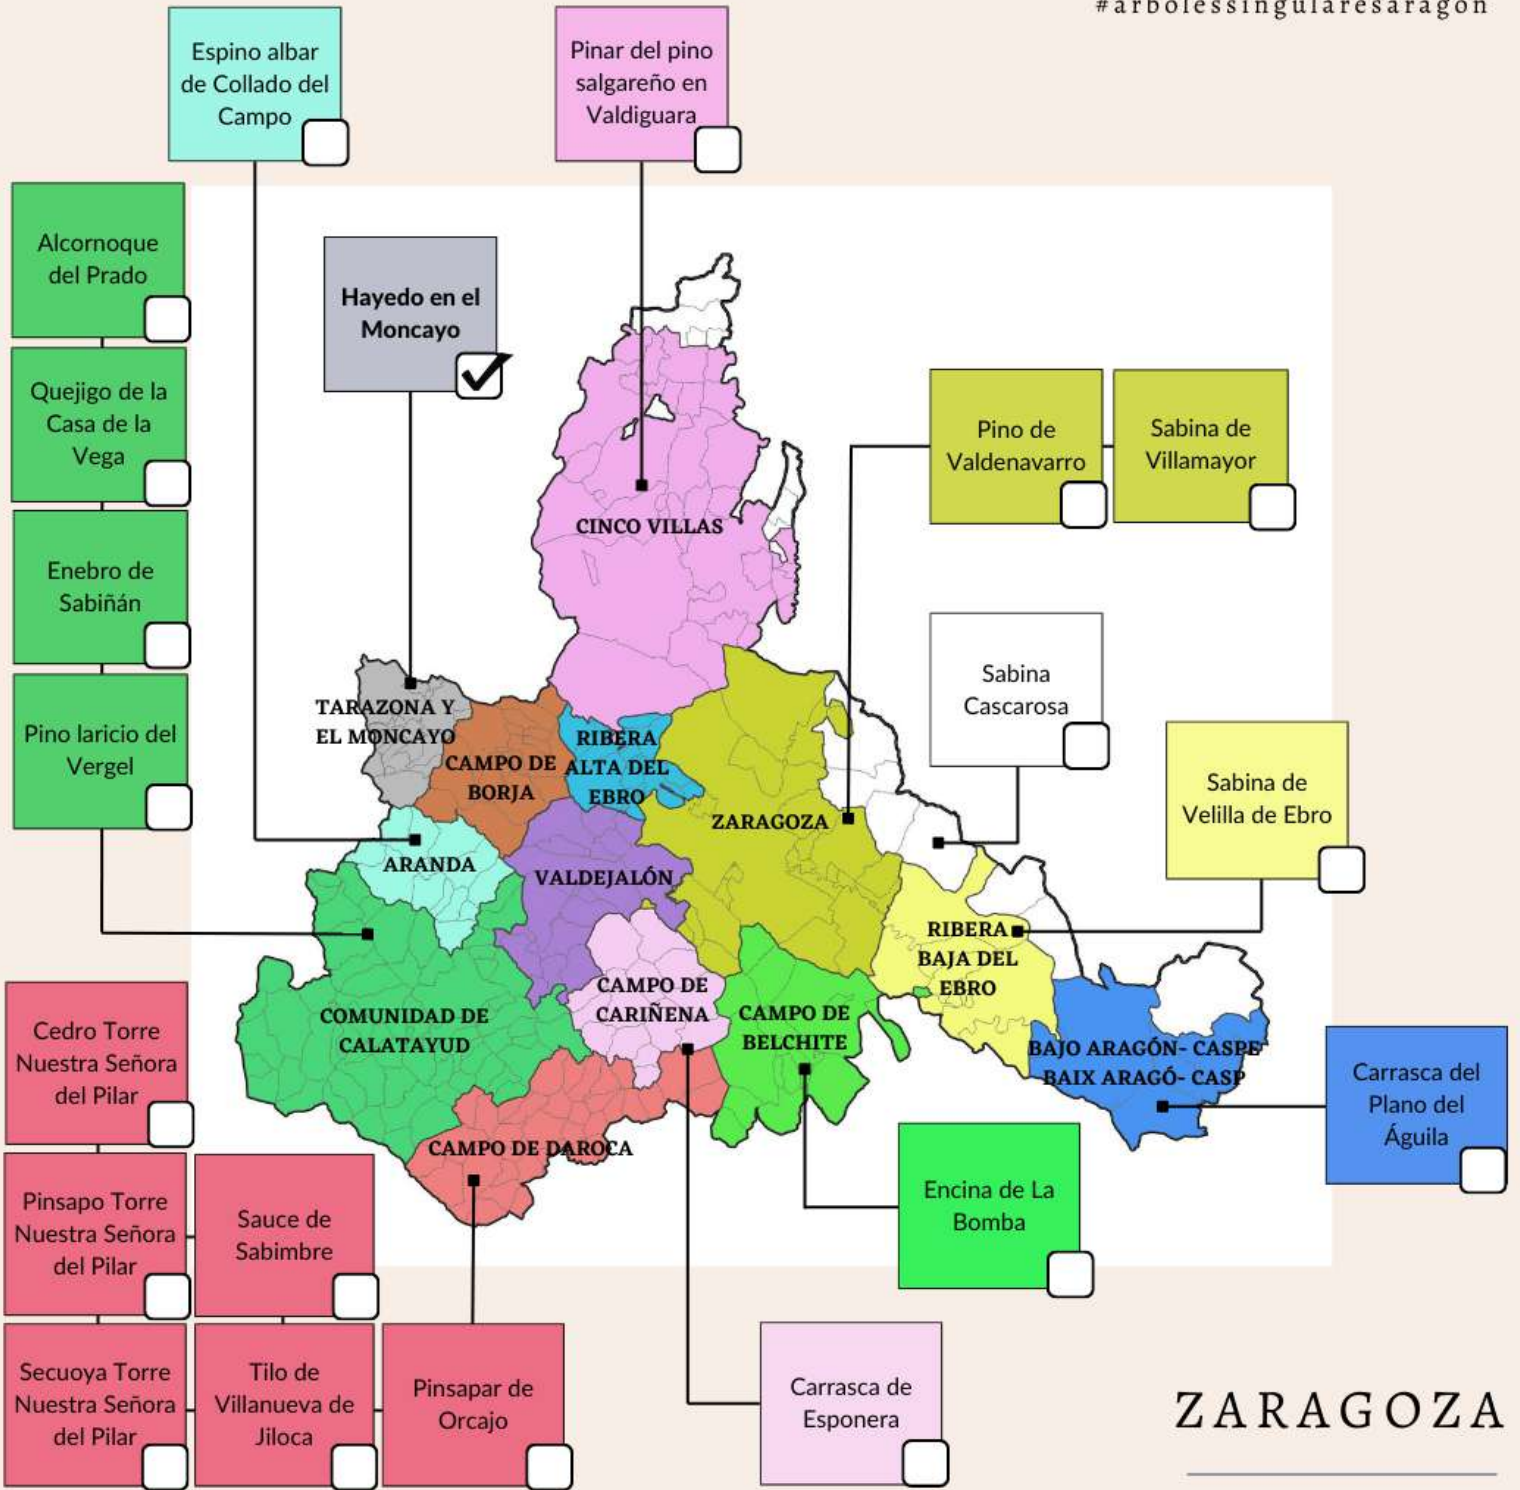 #arbolessingularesaragon
Espino albar
de Collado del
Campo
Pinar del pino
salgareño en
Valdiguara
Alcornoque
del Prado
Hayedo en el
Moncayo
Quejigo de la
Casa de la
Vega
Pino de
Valdenavarro
Sabina de
Villamayor
CINCO VILLAS
Enebro de
Sabiñán
Sabina
Cascarosa
Pino laricio del
Vergel
TARAZONA Y
EL MONCAYO
CAMPO DE
BORJA
RIBERA
ALTA DEL
EBRO
ZARAGOZA
Sabina de
Velilla de Ebro
ARANDA
VALDEJALÓN
RIBERA
BAJA DEL
EBRO
CAMPO DE
CARIÑENA
COMUNIDAD DE
CALATAYUD
CAMPO DE
BELCHITE
BAJO ARAGÓN- CASPE
BAIX ARAGÓ- CASP
Cedro Torre
Nuestra Señora
del Pilar
Carrasca del
Plano del
Águila
CAMPO DE DAROCA
Pinsapo Torre
Nuestra Señora
del Pilar
Sauce de
Sabimbre
Encina de La
Bomba
Secuoya Torre
Nuestra Señora
del Pilar
Tilo de
Villanueva de
Jiloca
Pinsapar de
Orcajo
Carrasca de
Esponera
ZARAGOZA